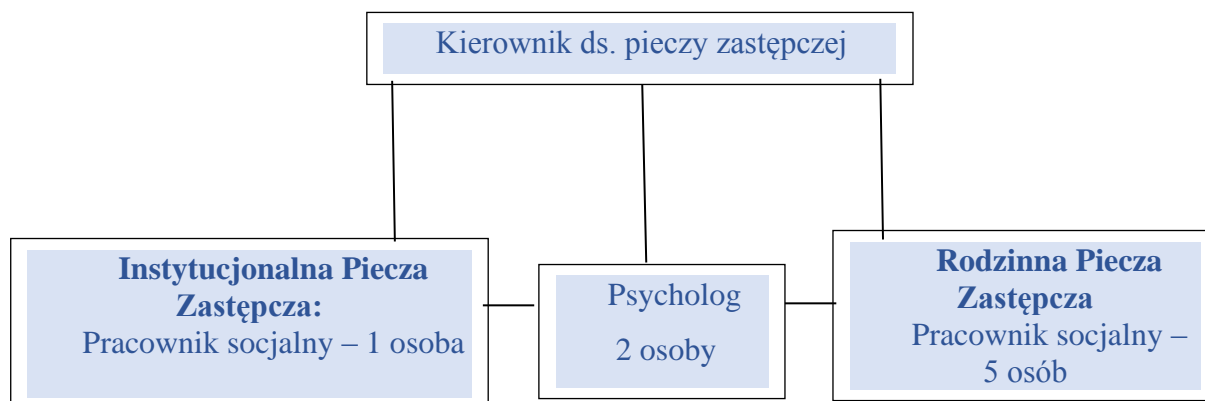 Kierownik ds. pieczy zastępczej
Instytucjonalna Piecza
Zastępcza:
Pracownik socjalny – 1 osoba
Psycholog
2 osoby
Rodzinna Piecza
Zastępcza
Pracownik socjalny –
5 osób